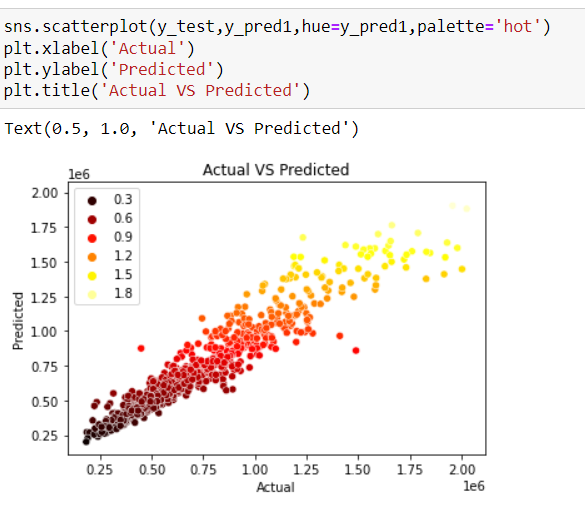 sns.scatterplot(y_test,y_pred1,hue=y_pred1,palette='hot')
plt.xlabel('Actual')
plt.ylabel('Predicted')
plt.title('Actual VS Predicted')
Text(0.5, 1.0, 'Actual VS Predicted')
Actual VS Predicted
1e6
2.00
1.75
1.50
1.25
1.00
0.75
0.50
0.25
Predicted
0.3
0.6
0.9
1.2
1.5
1.8
0.25 0.50 0.75 1.00 1.25 1.50 1.75 2.00
Actual
1e6